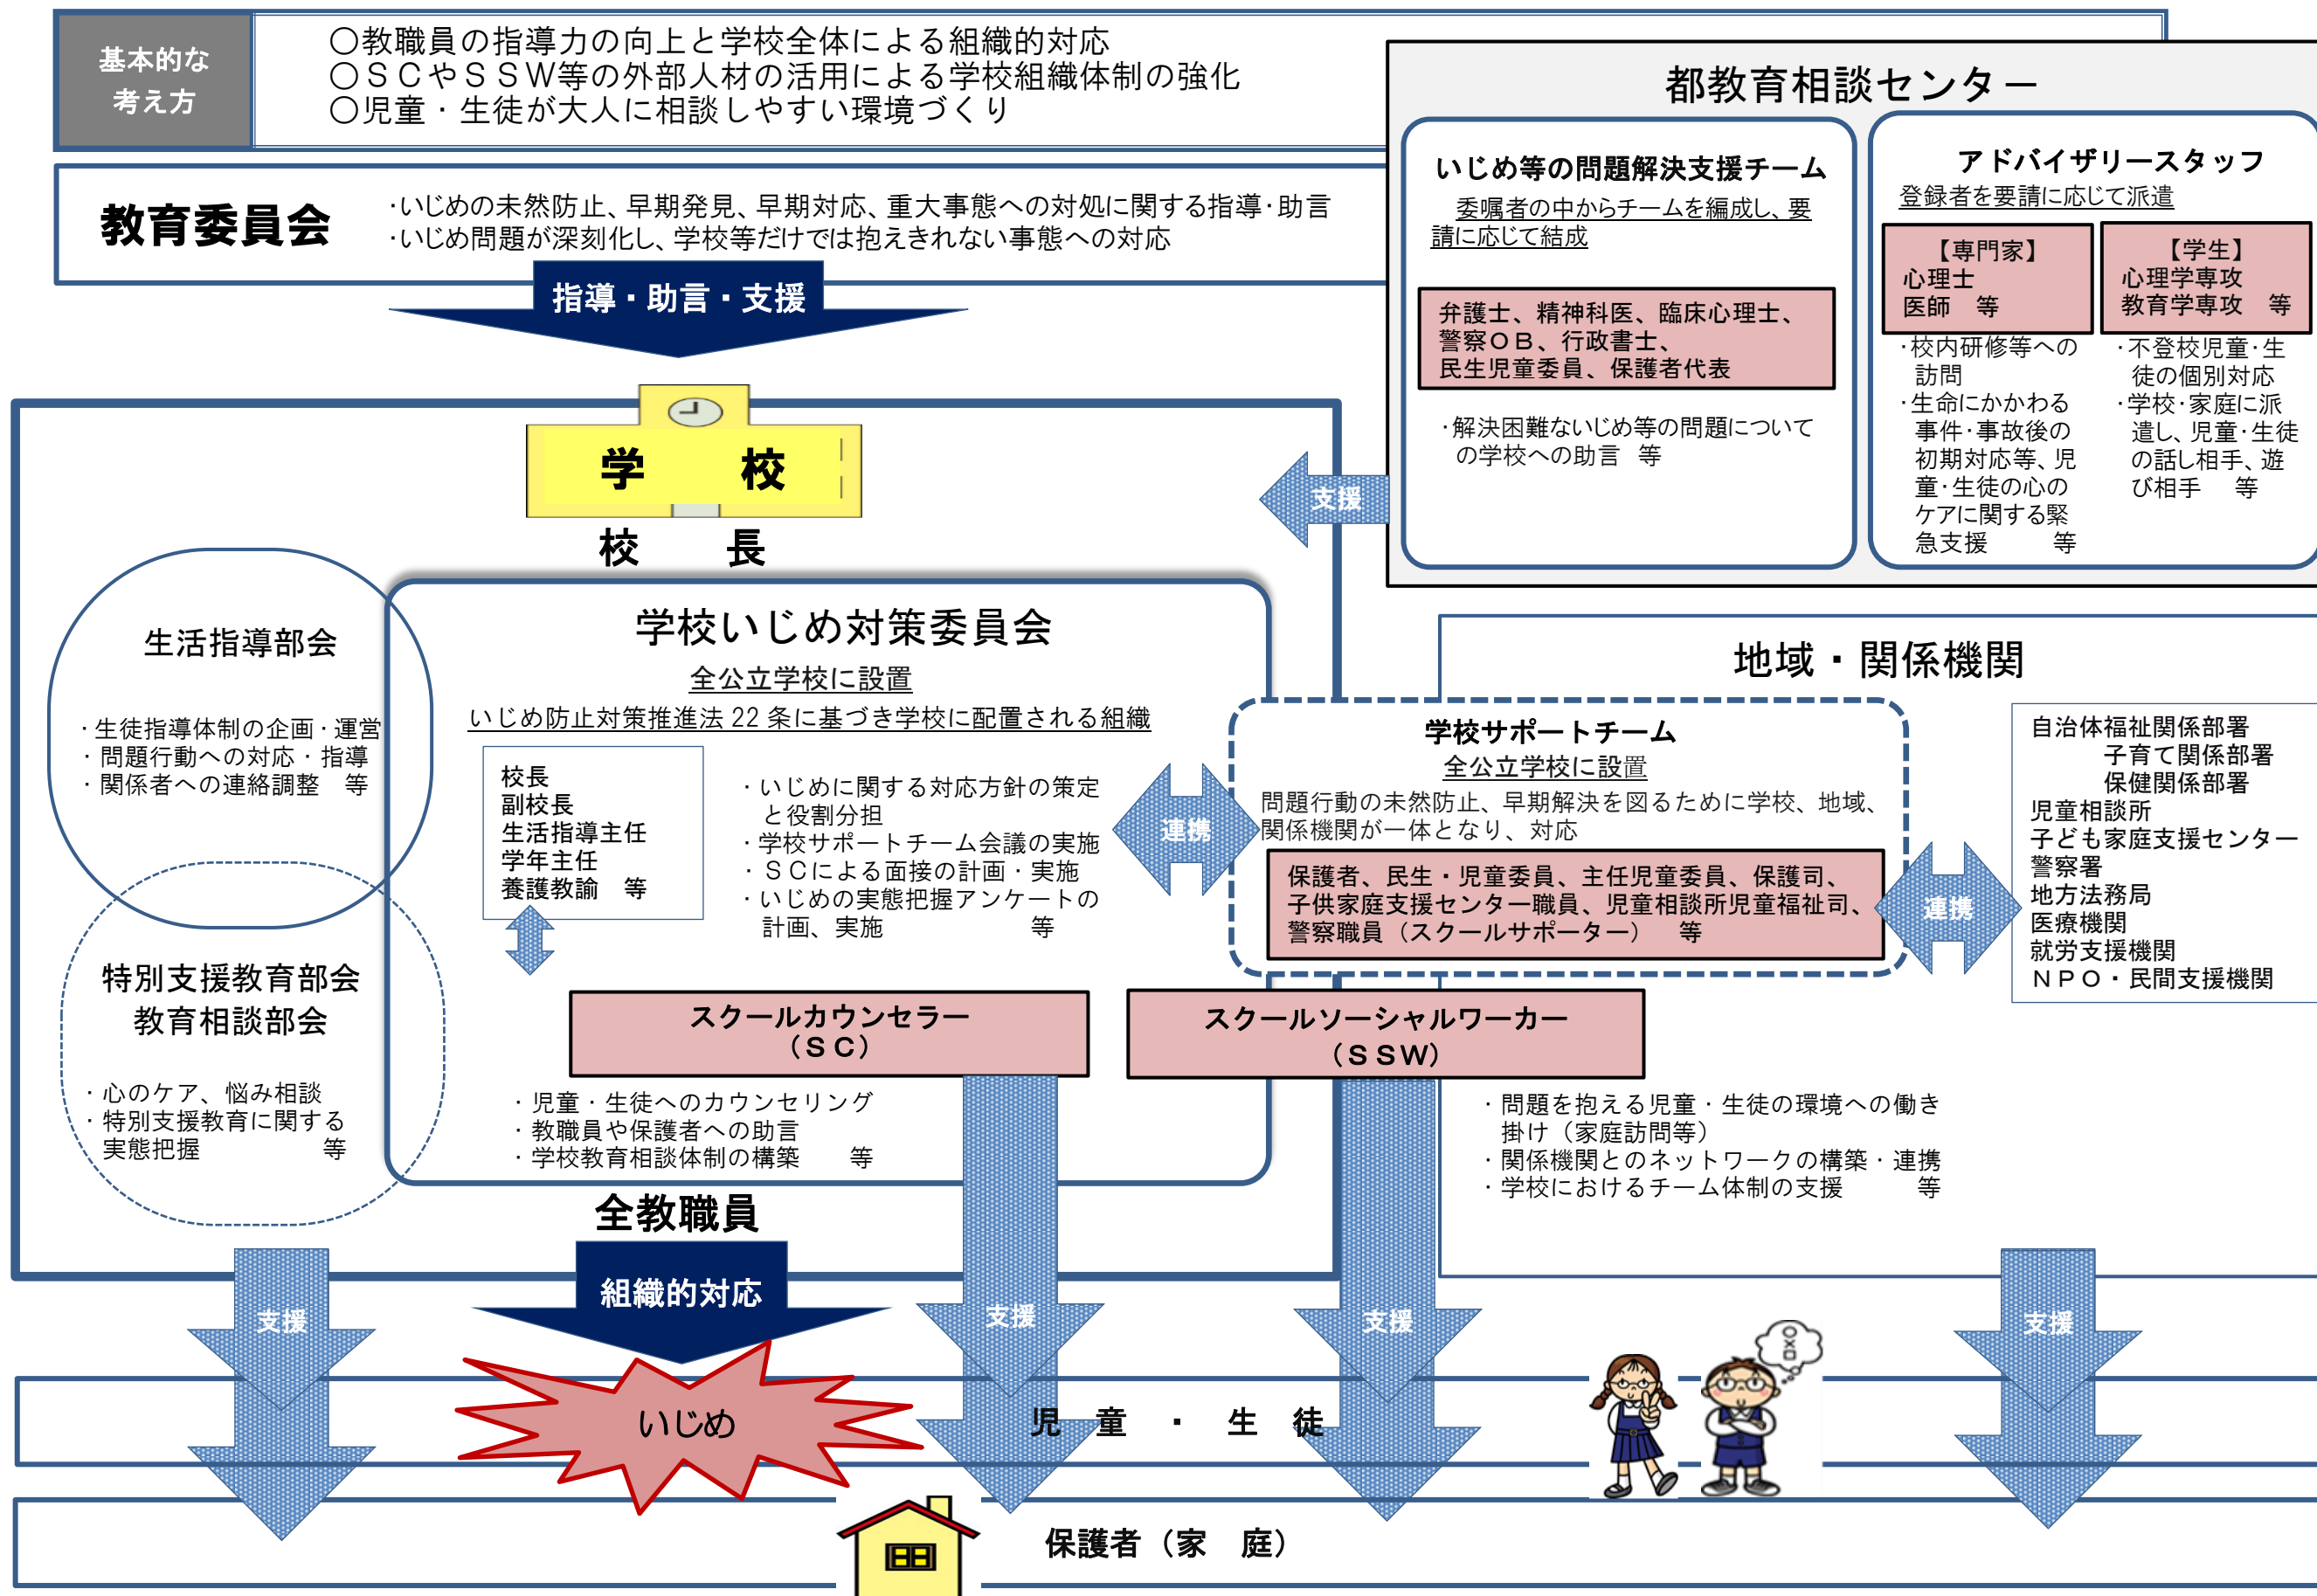 基本的な
考え方
○教職員の指導力の向上と学校全体による組織的対応
○ＳＣやＳＳＷ等の外部人材の活用による学校組織体制の強化
○児童・生徒が大人に相談しやすい環境づくり
教育委員会
・いじめの未然防止、早期発見、早期対応、重大事態への対処に関する指導・助言
・いじめ問題が深刻化し、学校等だけでは抱えきれない事態への対応
指導・助言・支援
都教育相談センター
いじめ等の問題解決支援チーム
委嘱者の中からチームを編成し、要
請に応じて結成
弁護士、精神科医、臨床心理士、
警察ＯＢ、行政書士、
民生児童委員、保護者代表
・解決困難ないじめ等の問題について
の学校への助言　等
アドバイザリースタッフ
登録者を要請に応じて派遣
【専門家】
心理士
医師　等
・校内研修等への
訪問
・生命にかかわる
事件・事故後の
初期対応等、児
童・生徒の心の
ケアに関する緊
急支援　等
【学生】
心理学専攻
教育学専攻　等
・不登校児童・生
徒の個別対応
・学校・家庭に派
遣し、児童・生徒
の話し相手、遊
び相手　等
支援
学　校
校　長
生活指導部会
・生徒指導体制の企画・運営
・問題行動への対応・指導
・関係者への連絡調整　等
特別支援教育部会
教育相談部会
・心のケア、悩み相談
・特別支援教育に関する
実態把握　等
学校いじめ対策委員会
全公立学校に設置
いじめ防止対策推進法 22 条に基づき学校に配置される組織
校長
副校長
生活指導主任
学年主任
養護教諭　等
・いじめに関する対応方針の策定
と役割分担
・学校サポートチーム会議の実施
・ＳＣによる面接の計画・実施
・いじめの実態把握アンケートの
計画、実施　等
連携
スクールカウンセラー
（ＳＣ）
・児童・生徒へのカウンセリング
・教職員や保護者への助言
・学校教育相談体制の構築　等
地域・関係機関
学校サポートチーム
全公立学校に設置
問題行動の未然防止、早期解決を図るために学校、地域、
関係機関が一体となり、対応
保護者、民生・児童委員、主任児童委員、保護司、
子供家庭支援センター職員、児童相談所児童福祉司、
警察職員（スクールサポーター）　等
連携
自治体福祉関係部署
子育て関係部署
保健関係部署
児童相談所
子ども家庭支援センター
警察署
地方法務局
医療機関
就労支援機関
ＮＰＯ・民間支援機関
スクールソーシャルワーカー
（ＳＳＷ）
・問題を抱える児童・生徒の環境への働き
掛け（家庭訪問等）
・関係機関とのネットワークの構築・連携
・学校におけるチーム体制の支援　等
全教職員
組織的対応
支援
支援
支援
支援
いじめ
児　童　・　生　徒
○×□
保護者（家　庭）